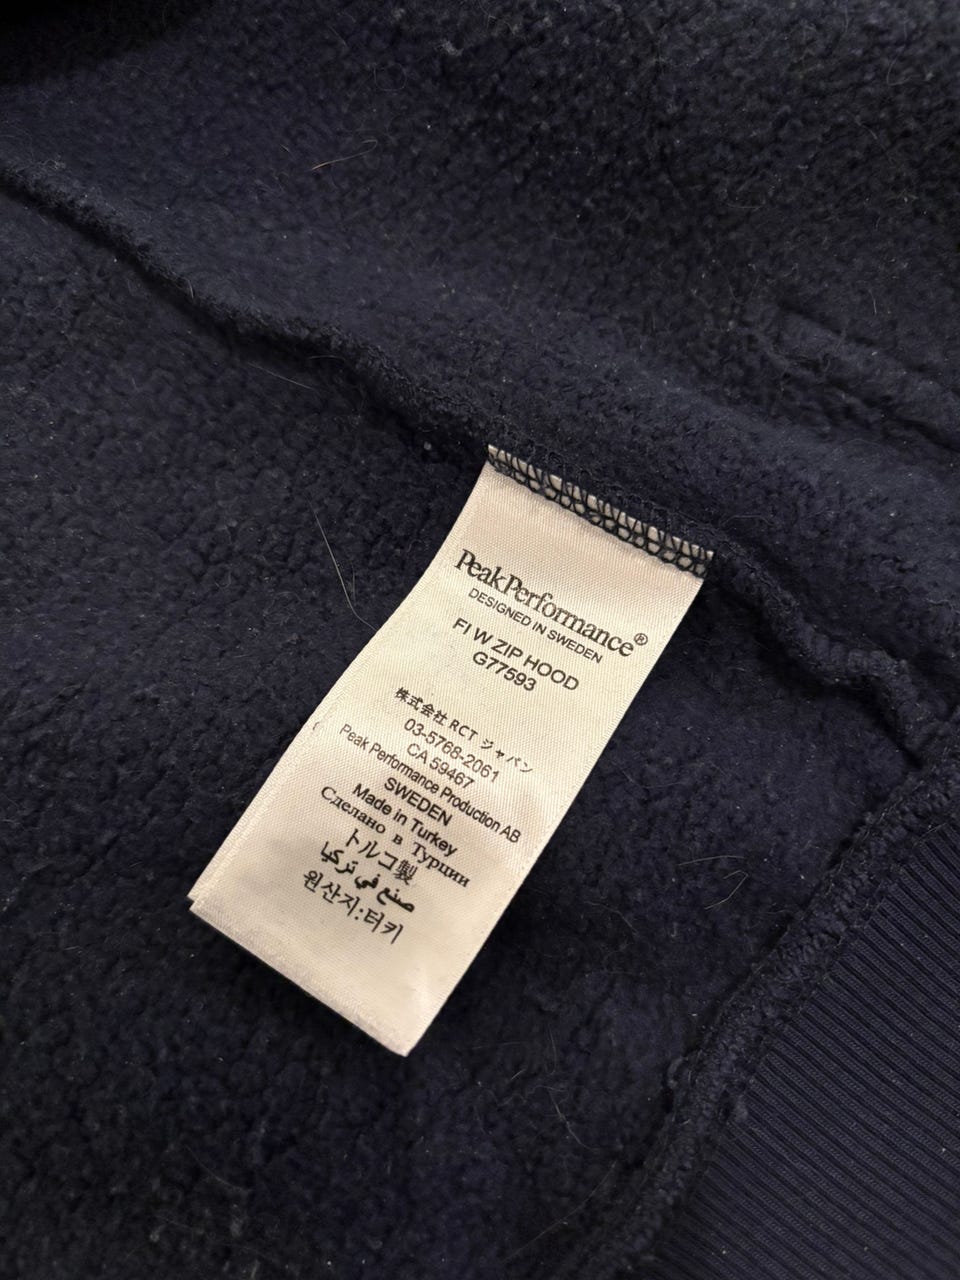 PeakPerformance®
DESIGNED IN SWEDEN
FI W ZIP HOOD
G77593
株式会社 RCT ジャパン
03-5768-2061
CA 59467
Peak Performance Production AB
SWEDEN
Made in Turkey
Сделано в Турции
トルコ製
صنع في تركيا
원산지:터키